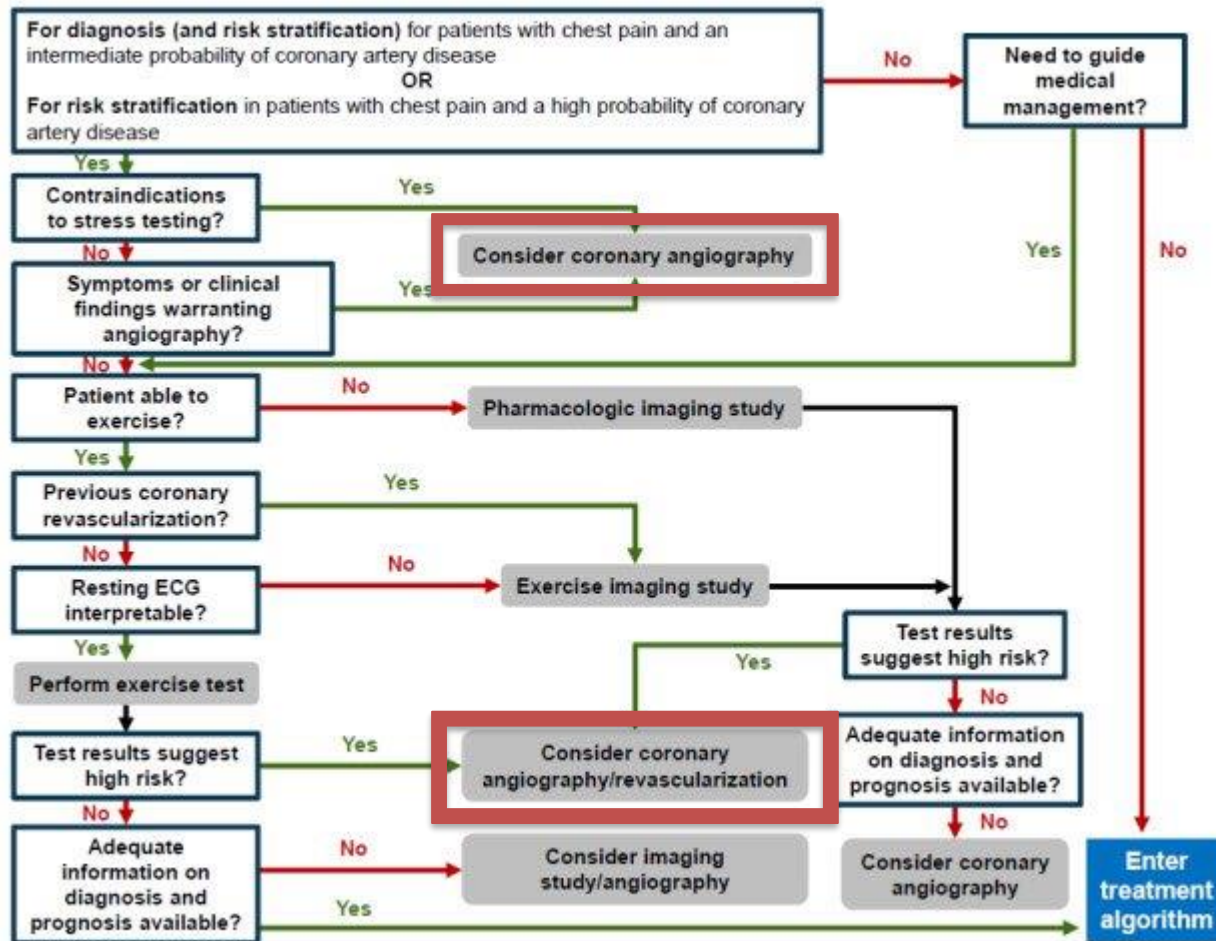 For diagnosis (and risk stratification) for patients with chest pain and an
intermediate probability of coronary artery disease
OR
For risk stratification in patients with chest pain and a high probability of coronary
artery disease
No
Need to guide
medical
management?
Yes
Contraindications
to stress testing?
Yes
Consider coronary angiography
Yes
No
No
Symptoms or clinical
findings warranting
angiography?
Yes
No
Patient able to
exercise?
No
Pharmacologic imaging study
Yes
Previous coronary
revascularization?
Yes
No
Resting ECG
interpretable?
No
Exercise imaging study
Yes
Test results
suggest high risk?
Yes
No
Perform exercise test
Test results suggest
high risk?
Yes
Consider coronary
angiography/revascularization
Adequate information
on diagnosis and
prognosis available?
No
No
Adequate
information on
diagnosis and
prognosis available?
No
Consider imaging
study/angiography
Consider coronary
angiography
Yes
Enter
treatment
algorithm